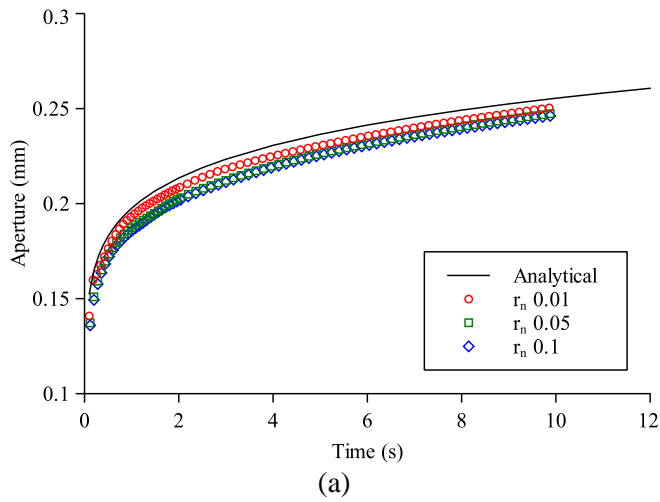 0.3
0.25
0.2
0.15
0.1
Aperture (mm)
0 2 4 6 8 10 12
Time (s)
Analytical
rₙ 0.01
rₙ 0.05
rₙ 0.1
(a)